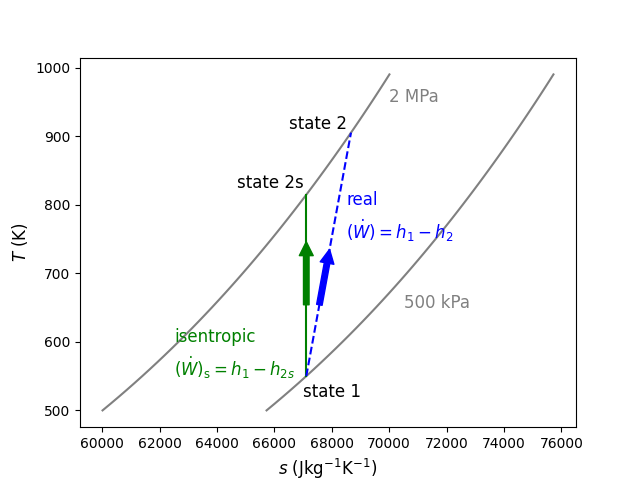 1000
900
800
700
600
500
T (K)
2 MPa
state 2
state 2s
real
(Ẇ) = h₁ − h₂
500 kPa
isentropic
(Ẇ)ₛ = h₁ − h₂ₛ
state 1
60000 62000 64000 66000 68000 70000 72000 74000 76000
s (Jkg⁻¹K⁻¹)